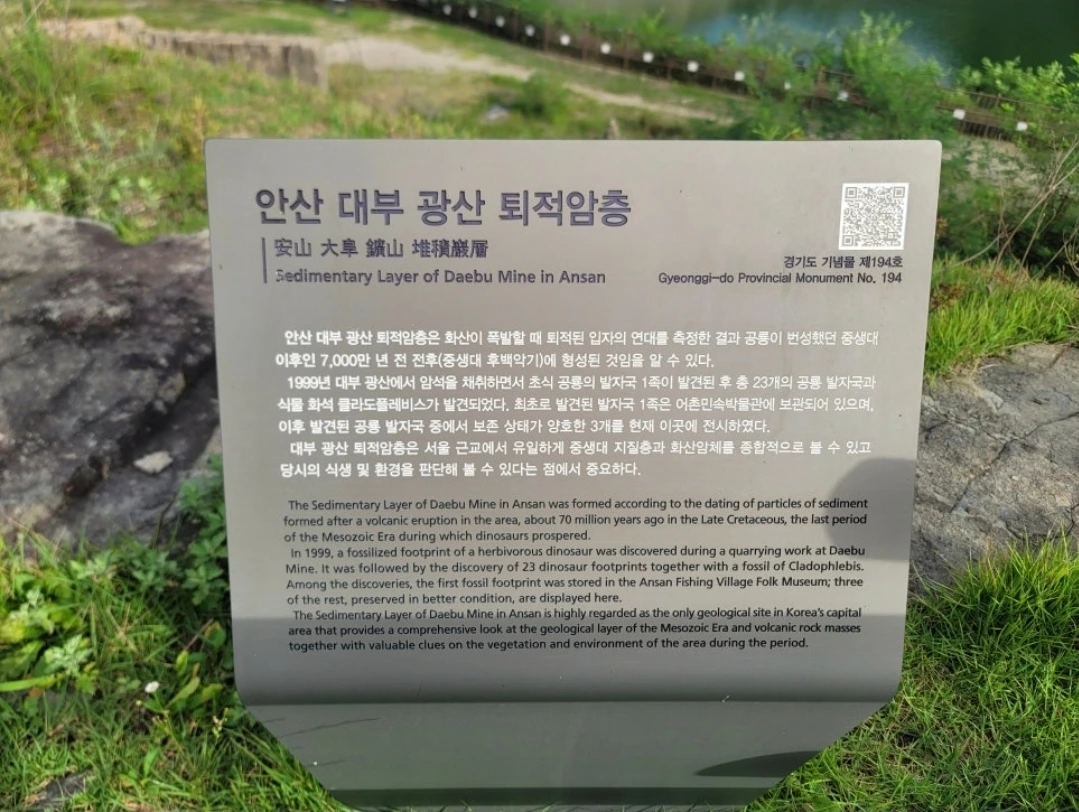 안산 대부 광산 퇴적암층
安山 大阜 鑛山 堆積巖層
Sedimentary Layer of Daebu Mine in Ansan
경기도 기념물 제194호
Gyeonggi-do Provincial Monument No. 194
안산 대부 광산 퇴적암층은 화산이 폭발할 때 퇴적된 입자의 연대를 측정한 결과 공룡이 번성했던 중생대
이후인 7,000만 년 전 전후(중생대 후백악기)에 형성된 것임을 알 수 있다.
1999년 대부 광산에서 암석을 채취하면서 초식 공룡의 발자국 1족이 발견된 후 총 23개의 공룡 발자국과
식물 화석 클라도플레비스가 발견되었다. 최초로 발견된 발자국 1족은 어촌민속박물관에 보관되어 있으며,
이후 발견된 공룡 발자국 중에서 보존 상태가 양호한 3개를 현재 이곳에 전시하였다.
대부 광산 퇴적암층은 서울 근교에서 유일하게 중생대 지질층과 화산암체를 종합적으로 볼 수 있고
당시의 식생 및 환경을 판단해 볼 수 있다는 점에서 중요하다.
The Sedimentary Layer of Daebu Mine in Ansan was formed according to the dating of particles of sediment
formed after a volcanic eruption in the area, about 70 million years ago in the Late Cretaceous, the last period
of the Mesozoic Era during which dinosaurs prospered.
In 1999, a fossilized footprint of a herbivorous dinosaur was discovered during a quarrying work at Daebu
Mine. It was followed by the discovery of 23 dinosaur footprints together with a fossil of Cladophlebis.
Among the discoveries, the first fossil footprint was stored in the Ansan Fishing Village Folk Museum; three
of the rest, preserved in better condition, are displayed here.
The Sedimentary Layer of Daebu Mine in Ansan is highly regarded as the only geological site in Korea's capital
area that provides a comprehensive look at the geological layer of the Mesozoic Era and volcanic rock masses
together with valuable clues on the vegetation and environment of the area during the period.